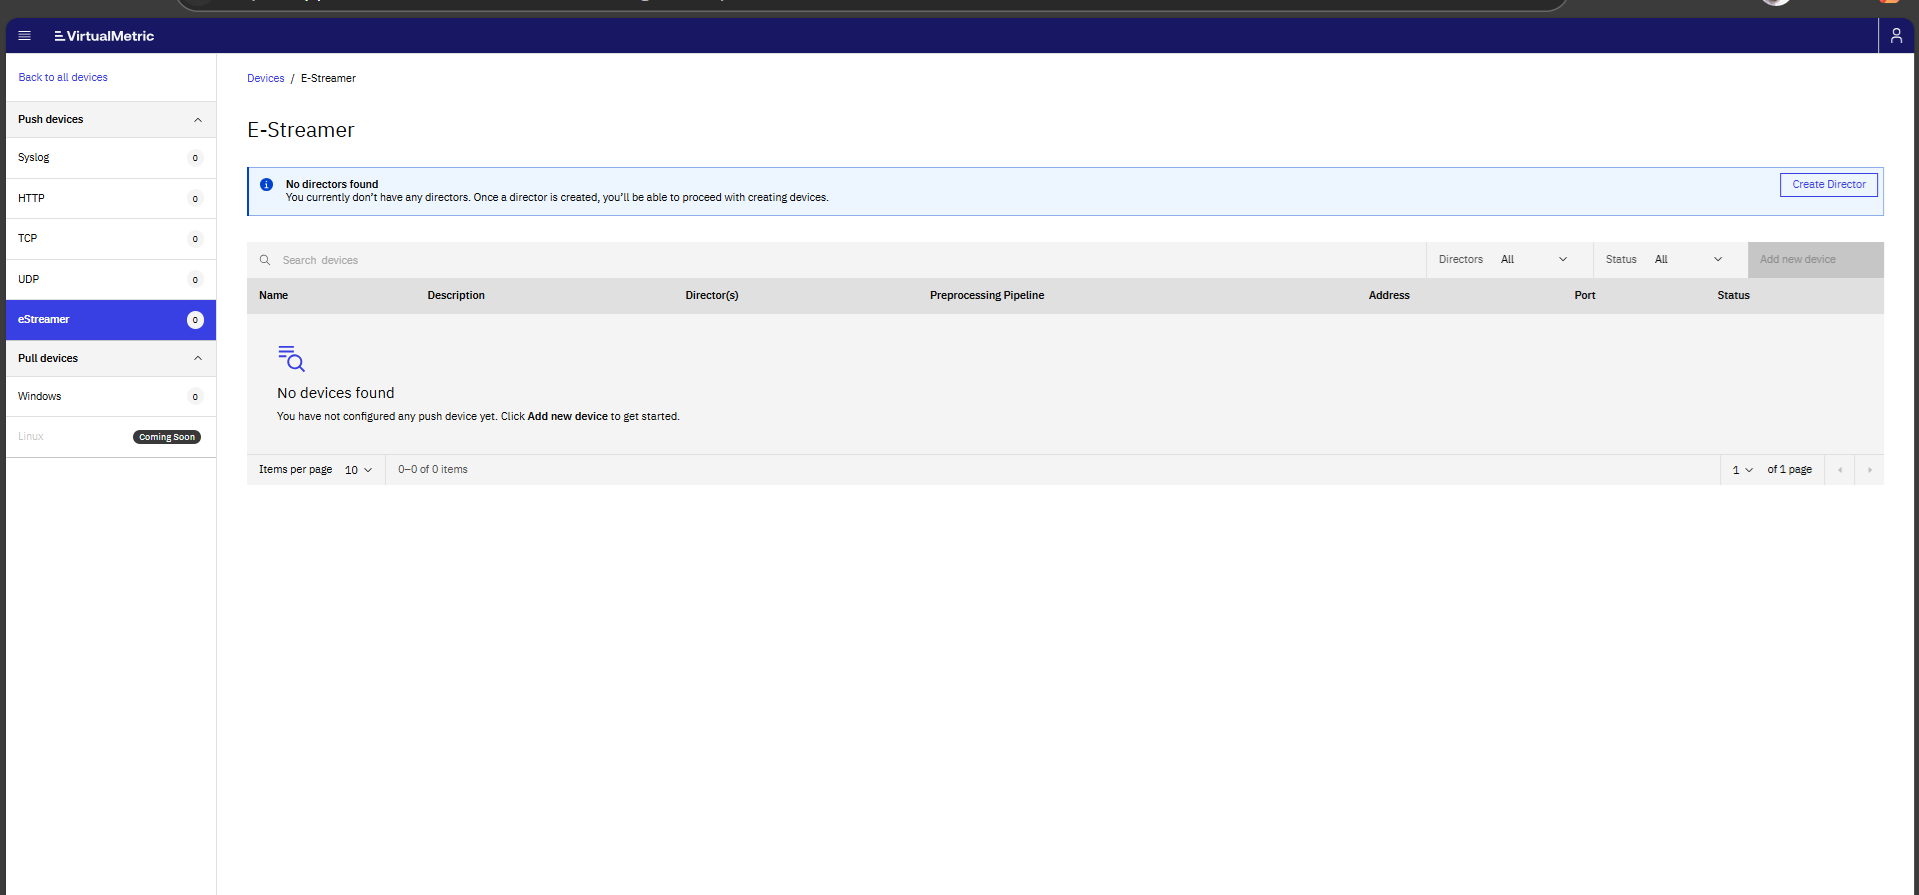 VirtualMetric
Back to all devices
Push devices
Syslog 0
HTTP 0
TCP 0
UDP 0
eStreamer 0
Pull devices
Windows 0
Linux Coming Soon
Devices / E-Streamer
E-Streamer
No directors found
You currently don't have any directors. Once a director is created, you'll be able to proceed with creating devices.
Create Director
Search devices Directors All Status All Add new device
Name Description Director(s) Preprocessing Pipeline Address Port Status
No devices found
You have not configured any push device yet. Click Add new device to get started.
Items per page 10 0–0 of 0 items 1 of 1 page